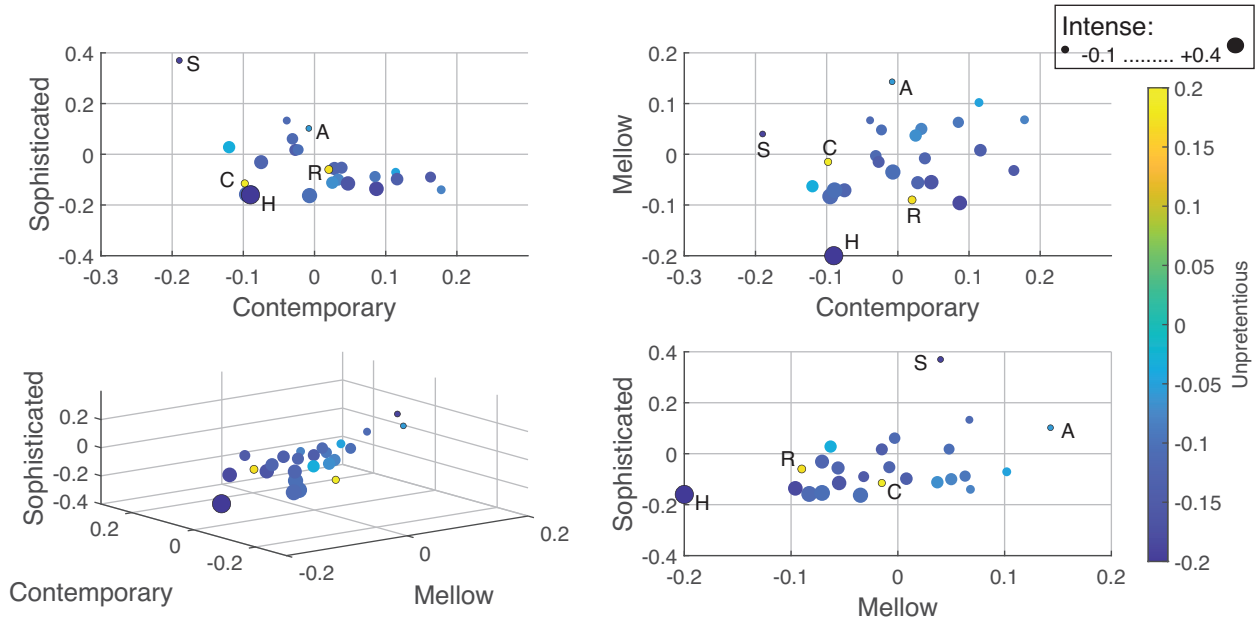 0.4
0.2
0
-0.2
-0.4
Sophisticated
S
A
R
C
H
-0.3
-0.2
-0.1
0
0.1
0.2
Contemporary
0.2
0.1
0
-0.1
-0.2
Mellow
A
S
C
R
H
-0.3
-0.2
-0.1
0
0.1
0.2
Contemporary
Intense:
-0.1 ......... +0.4
0.2
0.15
0.1
0.05
0
-0.05
-0.1
-0.15
-0.2
Unpretentious
0.2
0
-0.2
-0.4
Sophisticated
0.2
0
-0.2
Contemporary
-0.2
0
0.2
Mellow
0.4
0.2
0
-0.2
-0.4
Sophisticated
S
A
R
C
H
-0.2
-0.1
0
0.1
0.2
Mellow